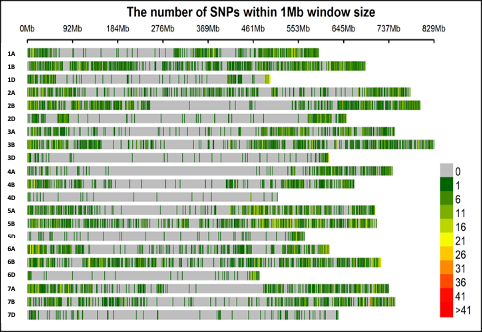 The number of SNPs within 1Mb window size
0Mb 92Mb 184Mb 276Mb 369Mb 461Mb 553Mb 645Mb 737Mb 829Mb
1A
1B
1D
2A
2B
2D
3A
3B
3D
4A
4B
4D
5A
5B
5D
6A
6B
6D
7A
7B
7D
0
1
6
11
16
21
26
31
36
41
>41